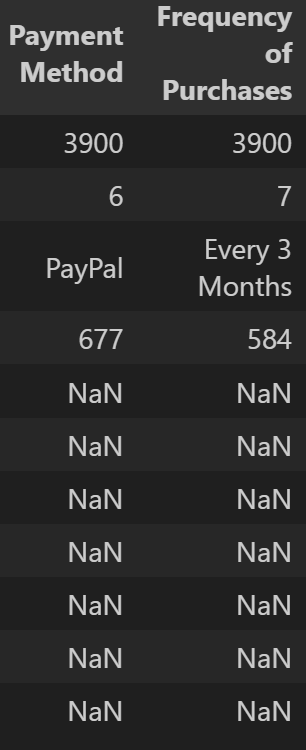 Payment Method Frequency of Purchases
3900 3900
6 7
PayPal Every 3 Months
677 584
NaN NaN
NaN NaN
NaN NaN
NaN NaN
NaN NaN
NaN NaN
NaN NaN